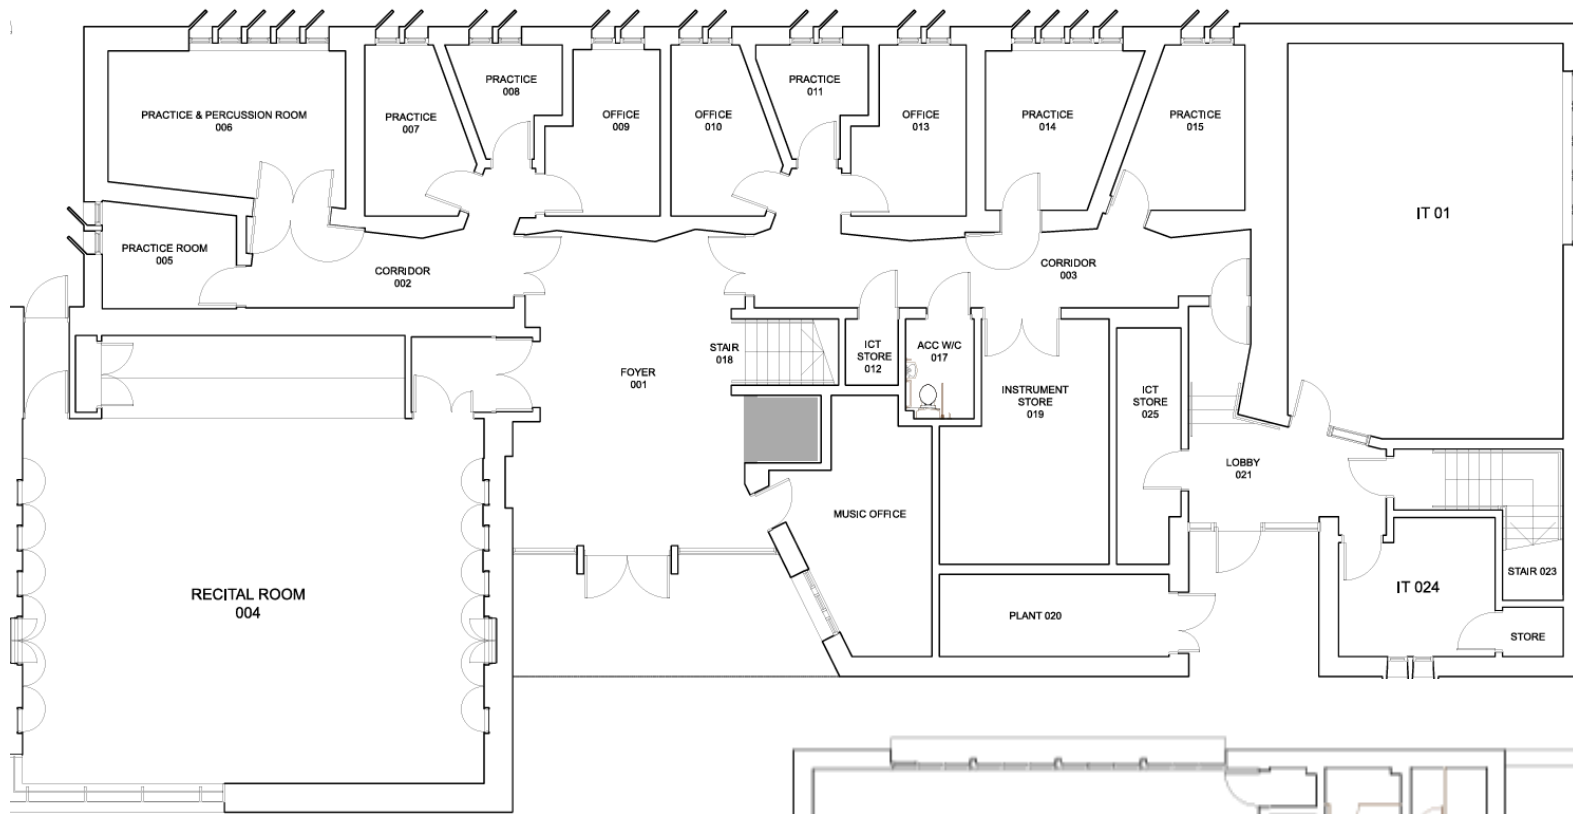 PRACTICE & PERCUSSION ROOM
006
PRACTICE
007
PRACTICE
008
OFFICE
009
OFFICE
010
PRACTICE
011
OFFICE
013
PRACTICE
014
PRACTICE
015
IT 01
PRACTICE ROOM
005
CORRIDOR
002
CORRIDOR
003
FOYER
001
STAIR
018
ICT
STORE
012
ACC W/C
017
INSTRUMENT
STORE
019
ICT
STORE
025
LOBBY
021
MUSIC OFFICE
RECITAL ROOM
004
PLANT 020
IT 024
STAIR 023
STORE